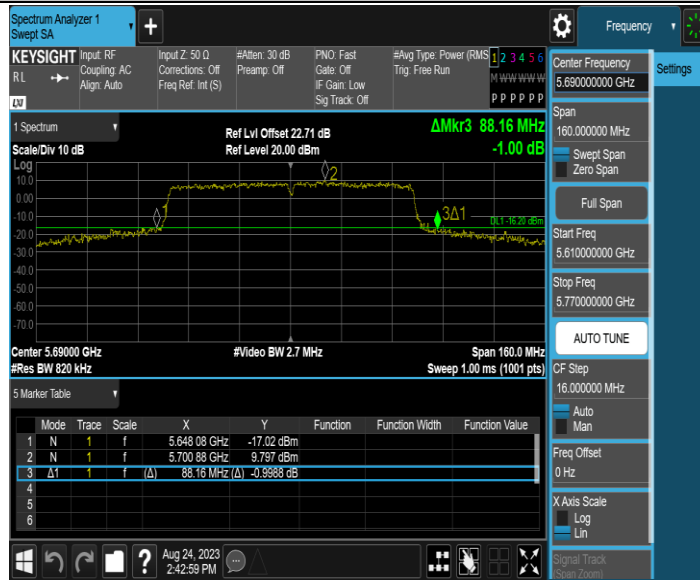 Spectrum Analyzer 1
Swept SA
+
Frequency
KEYSIGHT
RL
LXI
Input: RF
Coupling: AC
Align: Auto
Input Z: 50 Ω
Corrections: Off
Freq Ref: Int (S)
#Atten: 30 dB
Preamp: Off
PNO: Fast
Gate: Off
IF Gain: Low
Sig Track: Off
#Avg Type: Power (RMS
Trig: Free Run
1 2 3 4 5 6
M W W W W W
P P P P P P
1 Spectrum
Scale/Div 10 dB
Ref Lvl Offset 22.71 dB
Ref Level 20.00 dBm
ΔMkr3 88.16 MHz
-1.00 dB
Log
10.0
0.00
-10.0
-20.0
-30.0
-40.0
-50.0
-60.0
-70.0
1
2
3Δ1
DL1 -16.20 dBm
Center 5.69000 GHz
#Video BW 2.7 MHz
Span 160.0 MHz
#Res BW 820 kHz
Sweep 1.00 ms (1001 pts)
5 Marker Table
Mode Trace Scale X Y Function Function Width Function Value
1 N 1 f 5.648 08 GHz -17.02 dBm
2 N 1 f 5.700 88 GHz 9.797 dBm
3 Δ1 1 f (Δ) 88.16 MHz (Δ) -0.9988 dB
4
5
6
?
Aug 24, 2023
2:42:59 PM
Center Frequency
5.690000000 GHz
Settings
Span
160.000000 MHz
Swept Span
Zero Span
Full Span
Start Freq
5.610000000 GHz
Stop Freq
5.770000000 GHz
AUTO TUNE
CF Step
16.000000 MHz
Auto
Man
Freq Offset
0 Hz
X Axis Scale
Log
Lin
Signal Track
(Span Zoom)